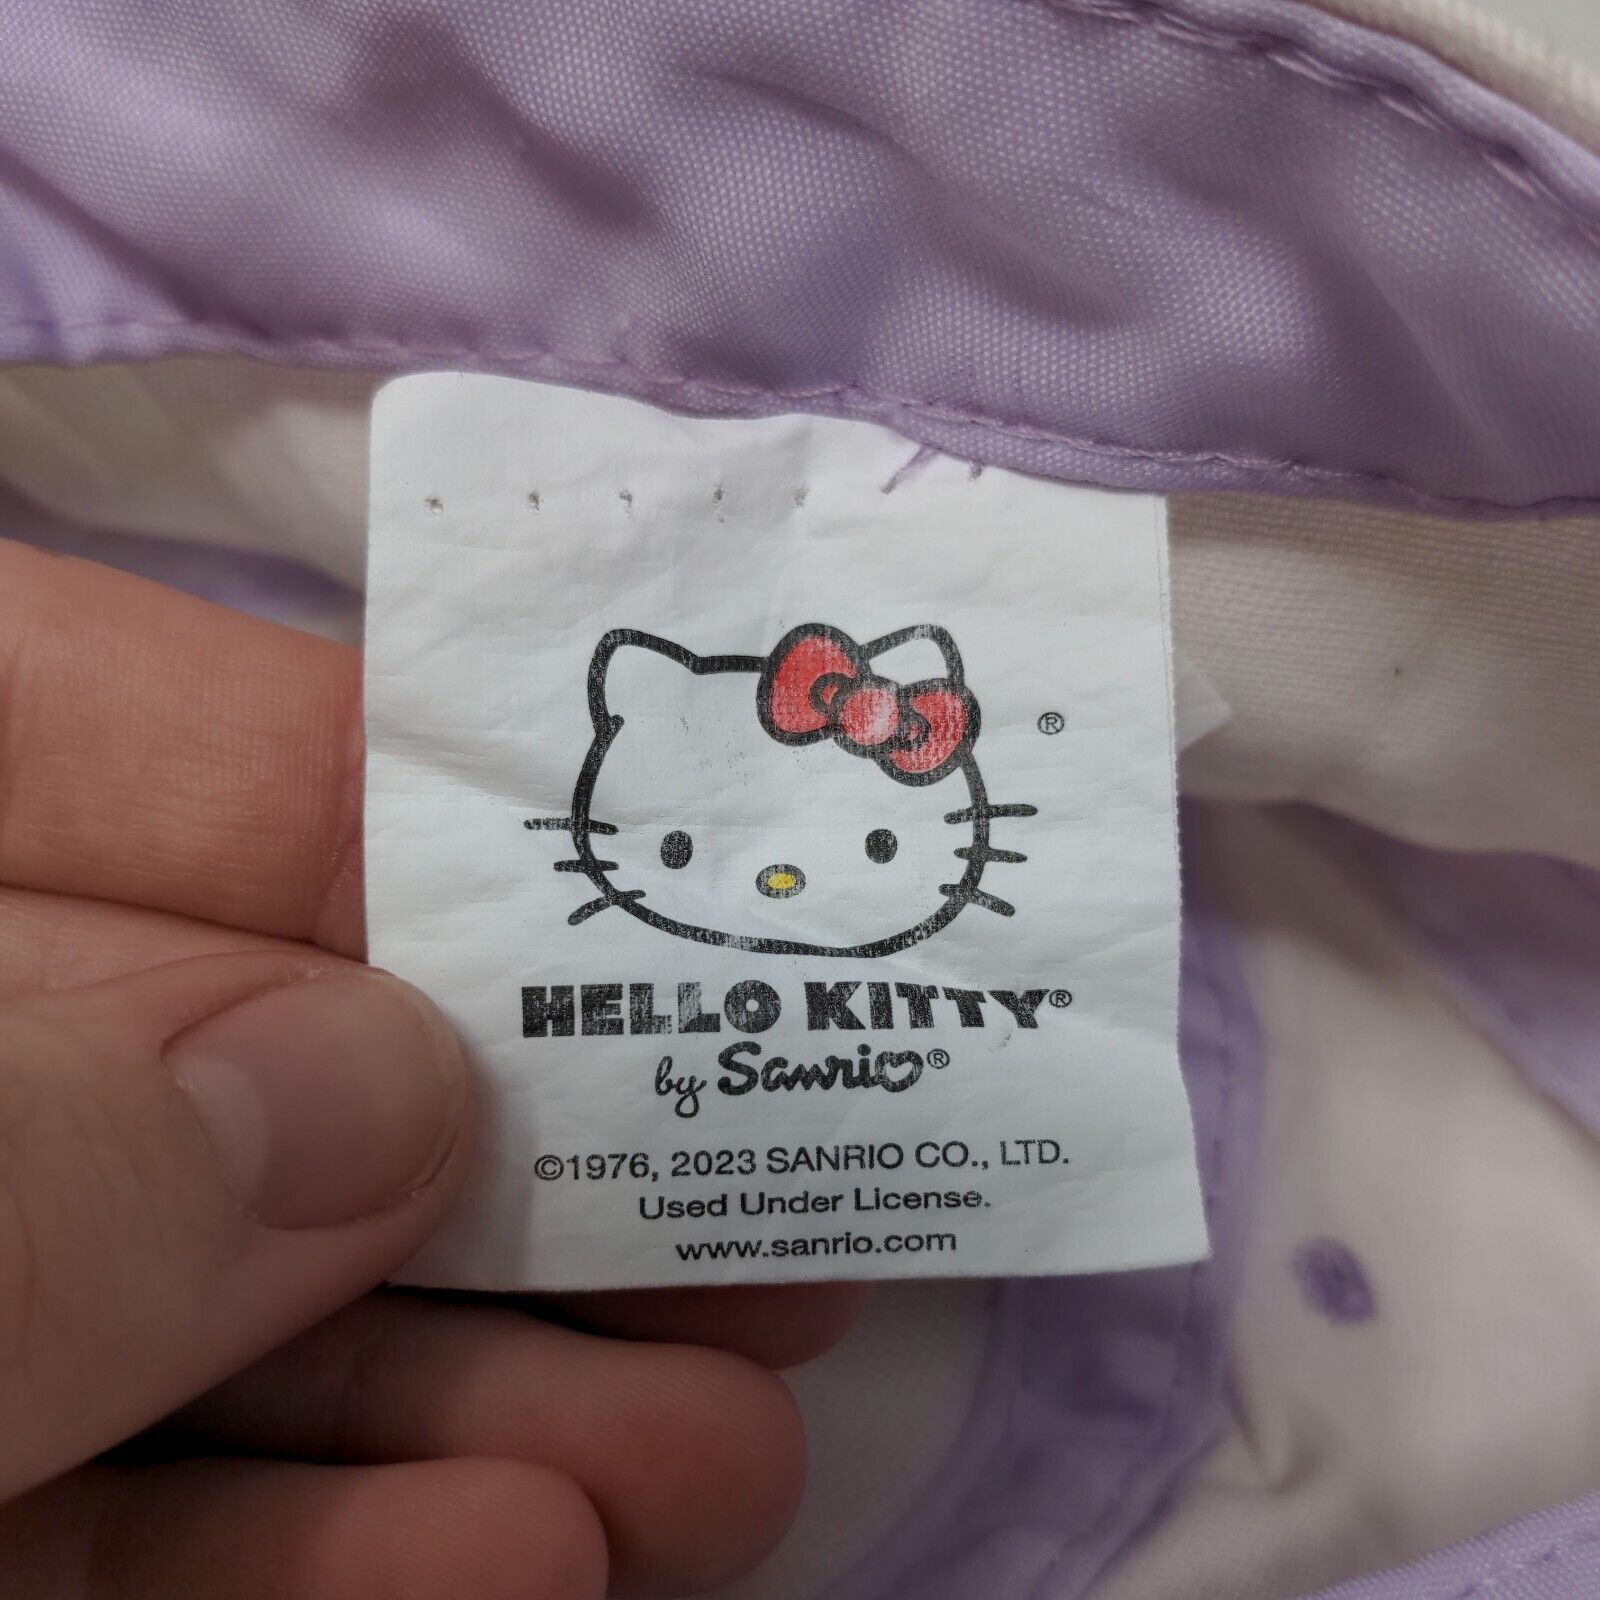 ®
HELLO KITTY®
by Sanrio®
©1976, 2023 SANRIO CO., LTD.
Used Under License.
www.sanrio.com